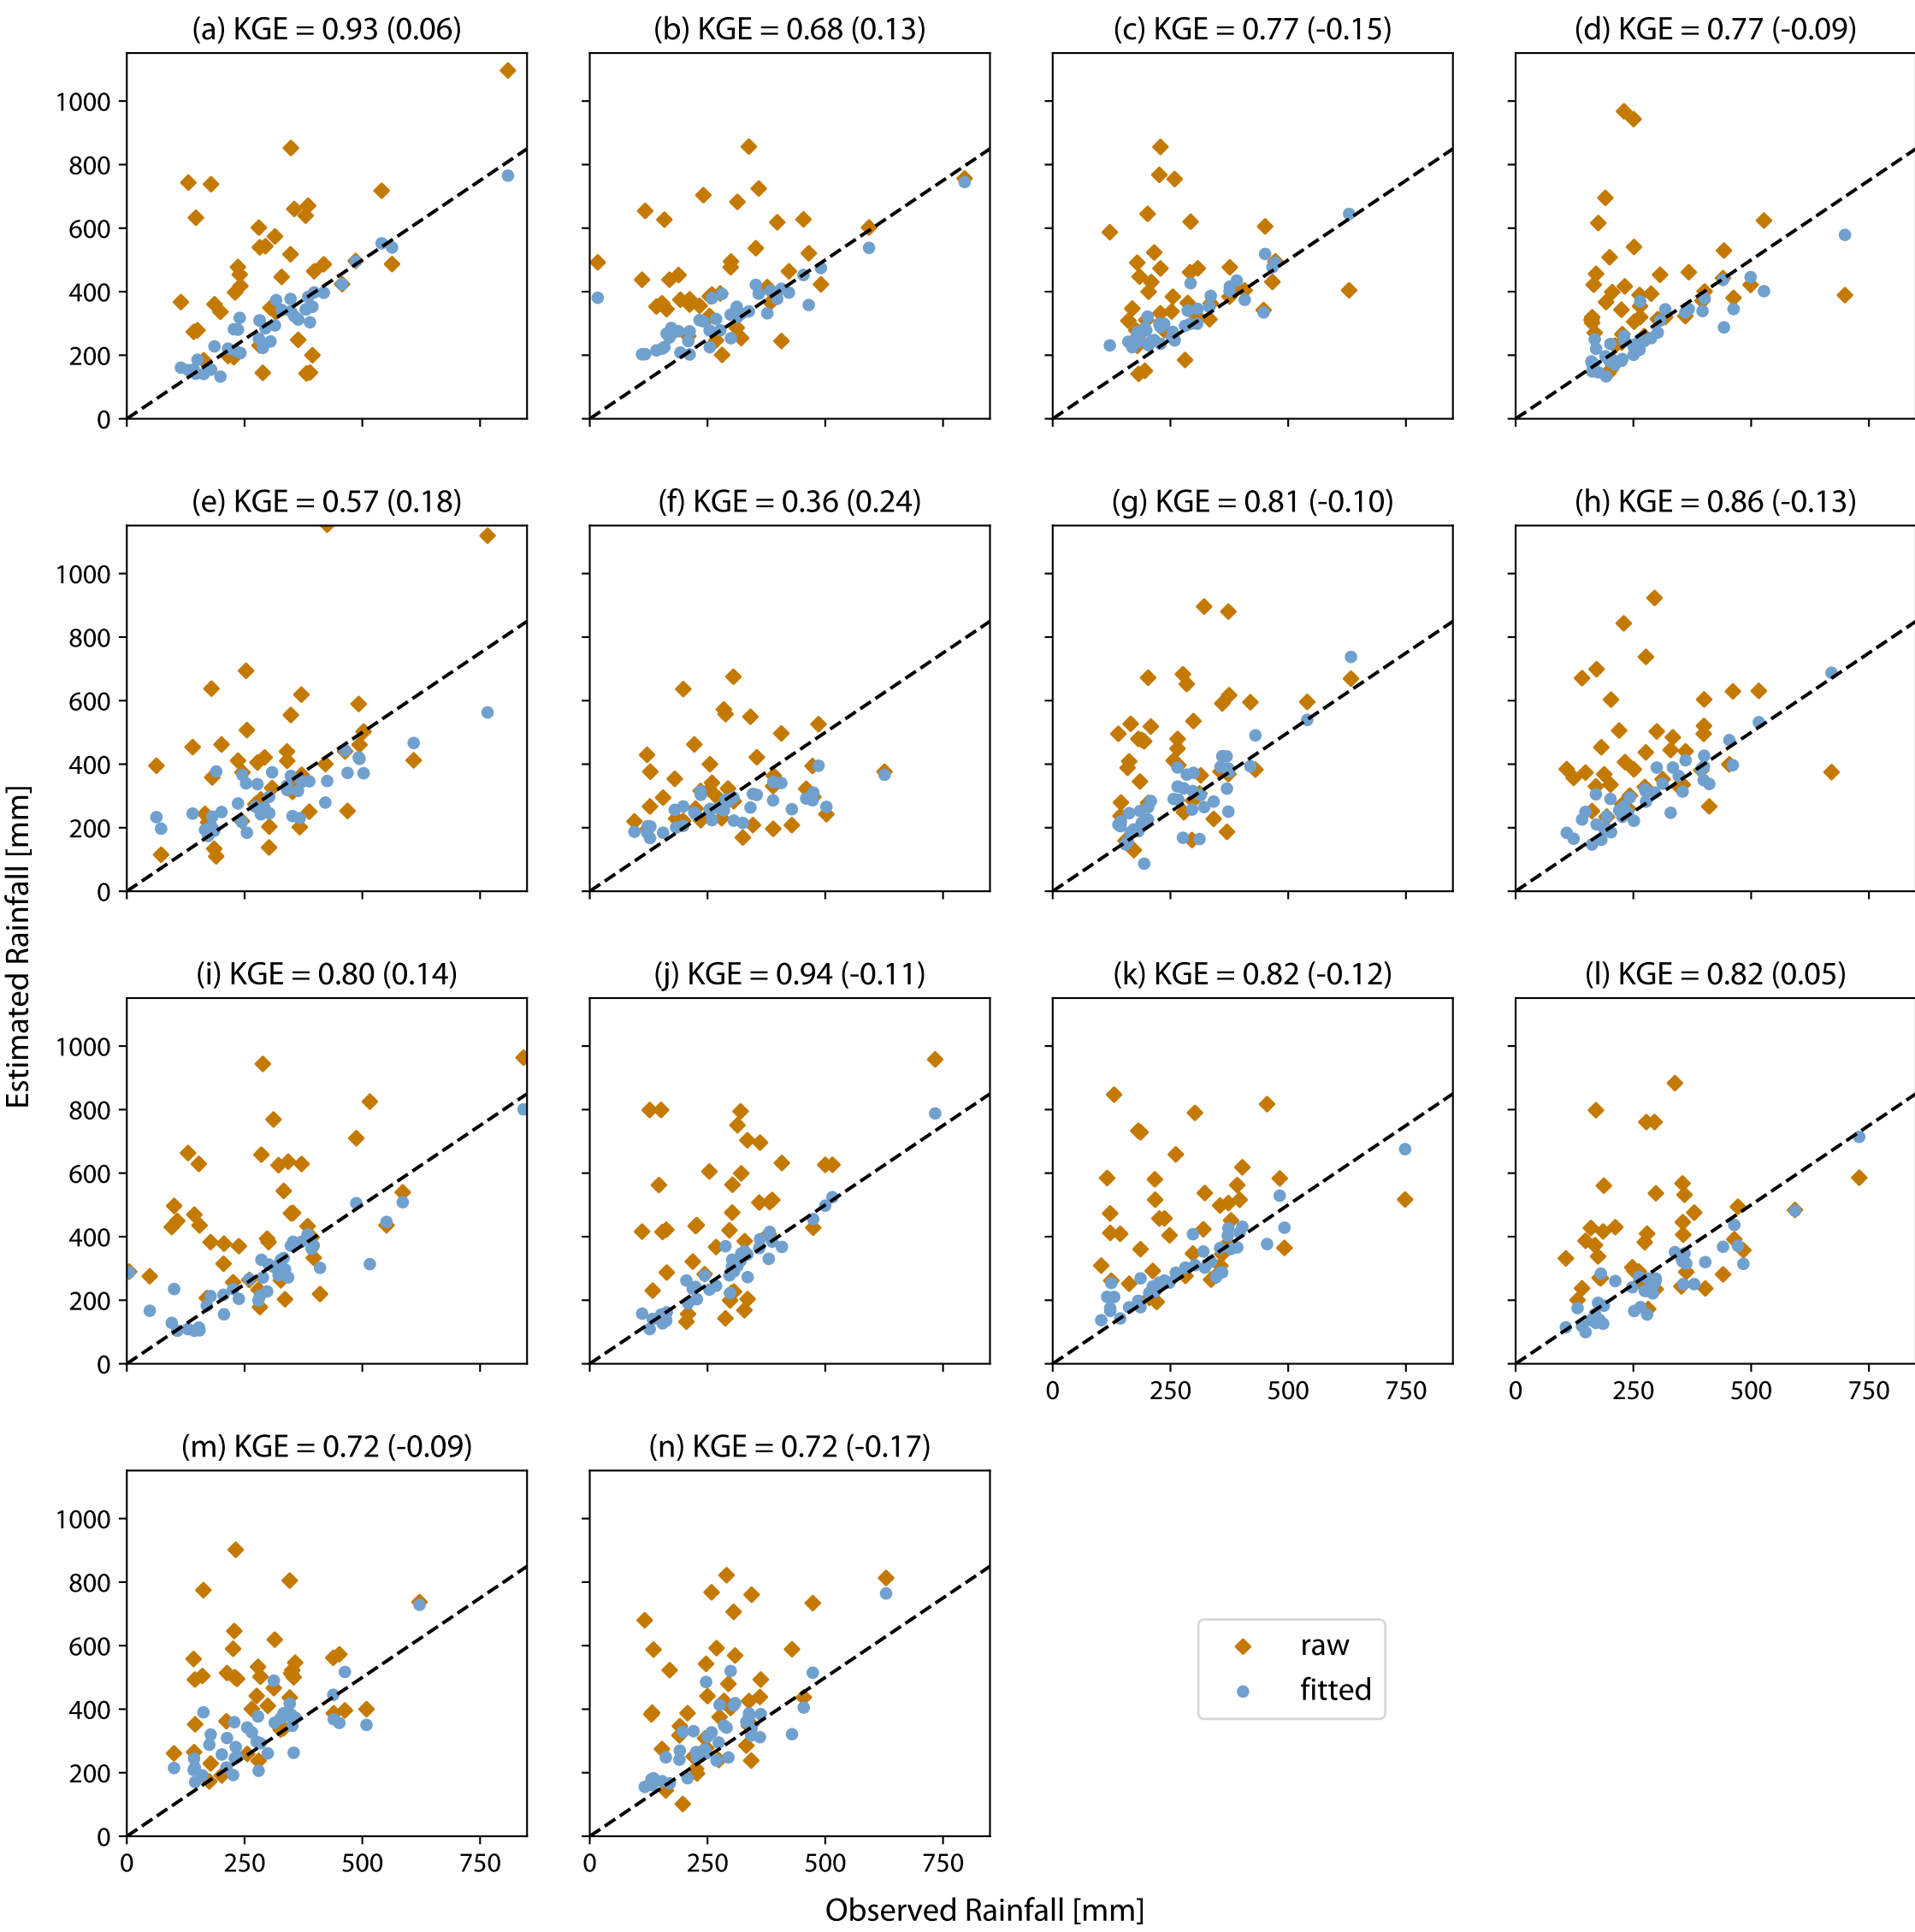 (a) KGE = 0.93 (0.06)
(b) KGE = 0.68 (0.13)
(c) KGE = 0.77 (-0.15)
(d) KGE = 0.77 (-0.09)
1000
800
600
400
200
0
(e) KGE = 0.57 (0.18)
(f) KGE = 0.36 (0.24)
(g) KGE = 0.81 (-0.10)
(h) KGE = 0.86 (-0.13)
1000
800
600
400
200
0
Estimated Rainfall [mm]
(i) KGE = 0.80 (0.14)
(j) KGE = 0.94 (-0.11)
(k) KGE = 0.82 (-0.12)
(l) KGE = 0.82 (0.05)
1000
800
600
400
200
0
0 250 500 750
0 250 500 750
(m) KGE = 0.72 (-0.09)
(n) KGE = 0.72 (-0.17)
1000
800
600
400
200
0
0 250 500 750
0 250 500 750
raw
fitted
Observed Rainfall [mm]